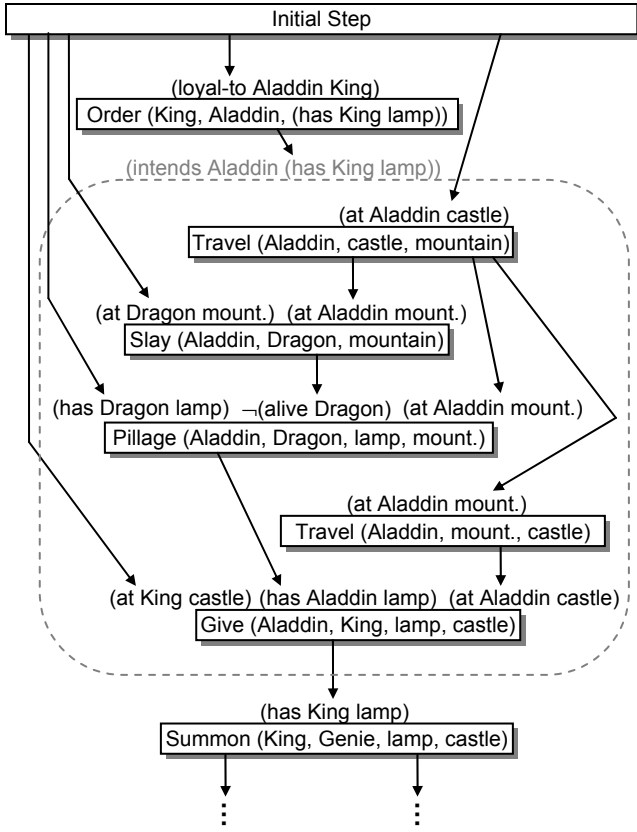 Initial Step
(loyal-to Aladdin King)
Order (King, Aladdin, (has King lamp))
(intends Aladdin (has King lamp))
(at Aladdin castle)
Travel (Aladdin, castle, mountain)
(at Dragon mount.) (at Aladdin mount.)
Slay (Aladdin, Dragon, mountain)
(has Dragon lamp) ¬(alive Dragon) (at Aladdin mount.)
Pillage (Aladdin, Dragon, lamp, mount.)
(at Aladdin mount.)
Travel (Aladdin, mount., castle)
(at King castle) (has Aladdin lamp) (at Aladdin castle)
Give (Aladdin, King, lamp, castle)
(has King lamp)
Summon (King, Genie, lamp, castle)